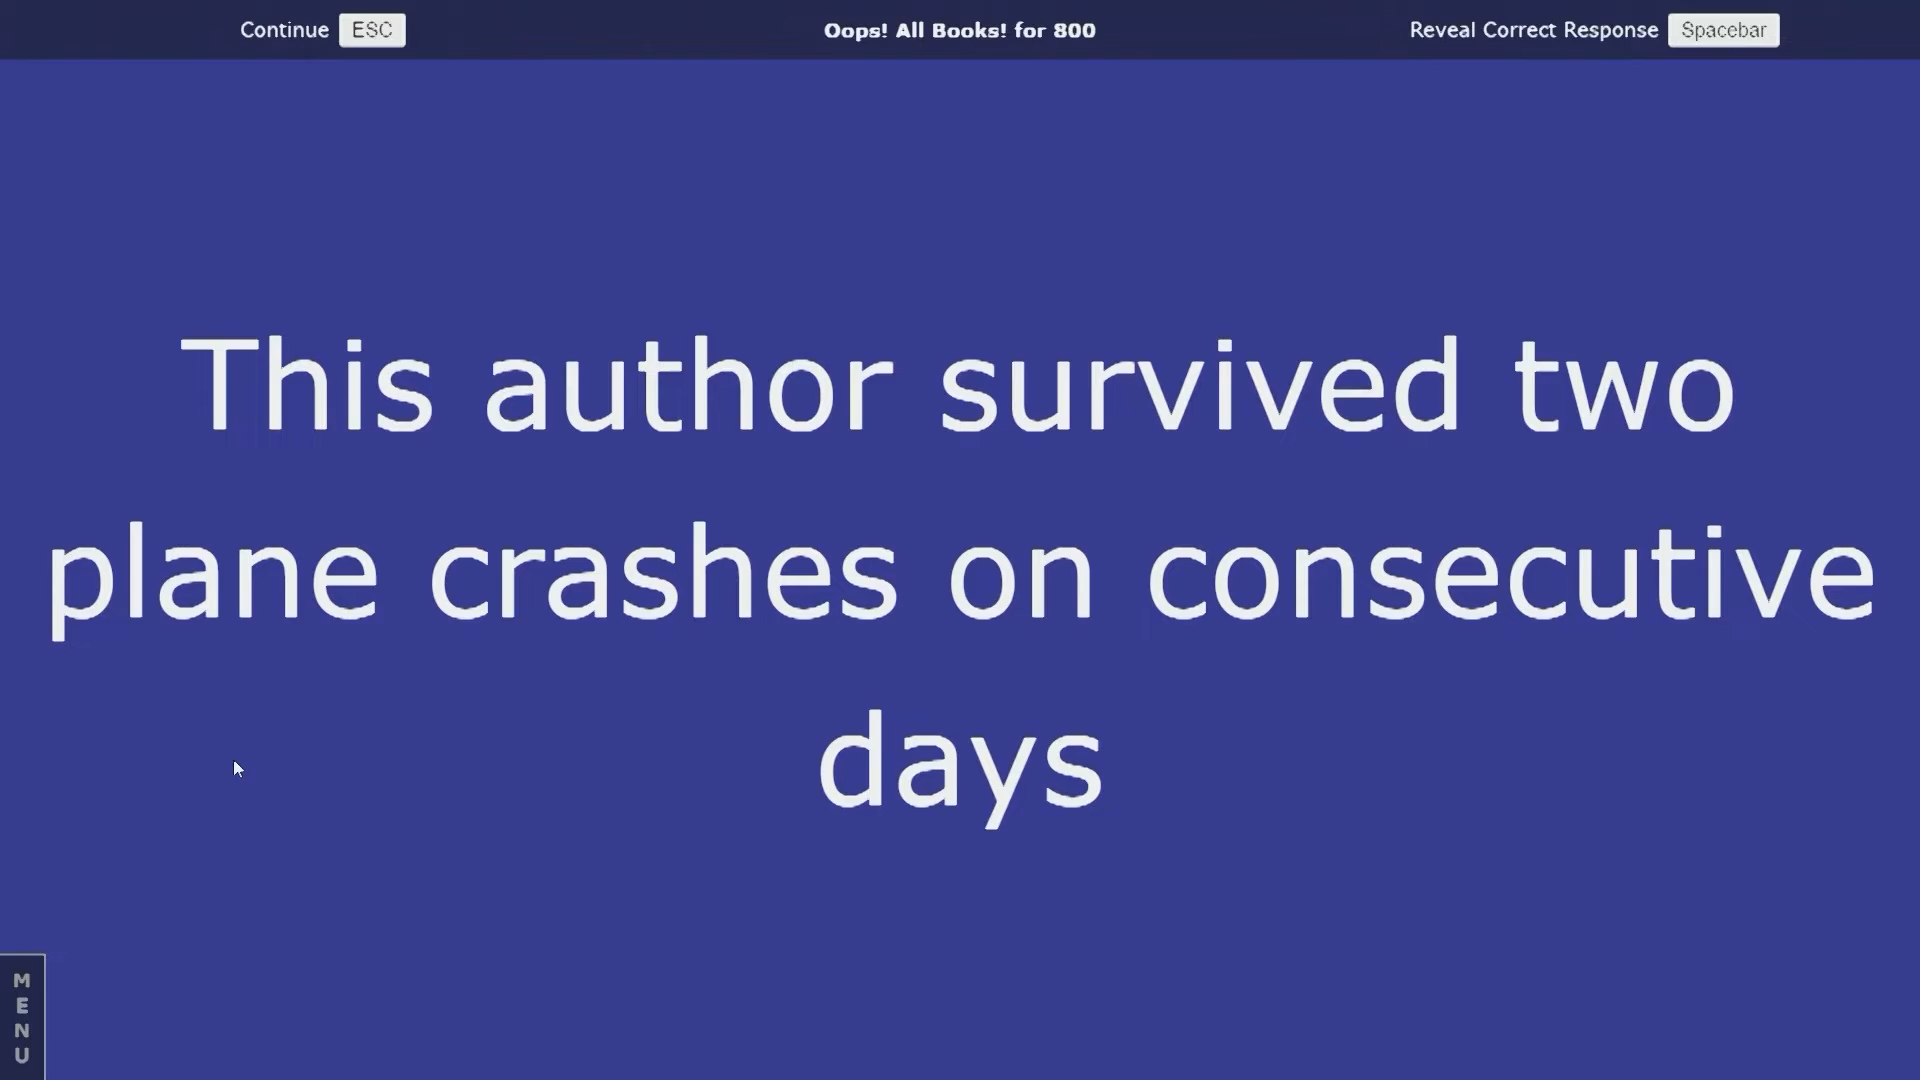 Continue ESC
Oops! All Books! for 800
Reveal Correct Response Spacebar
This author survived two
plane crashes on consecutive
days
MENU